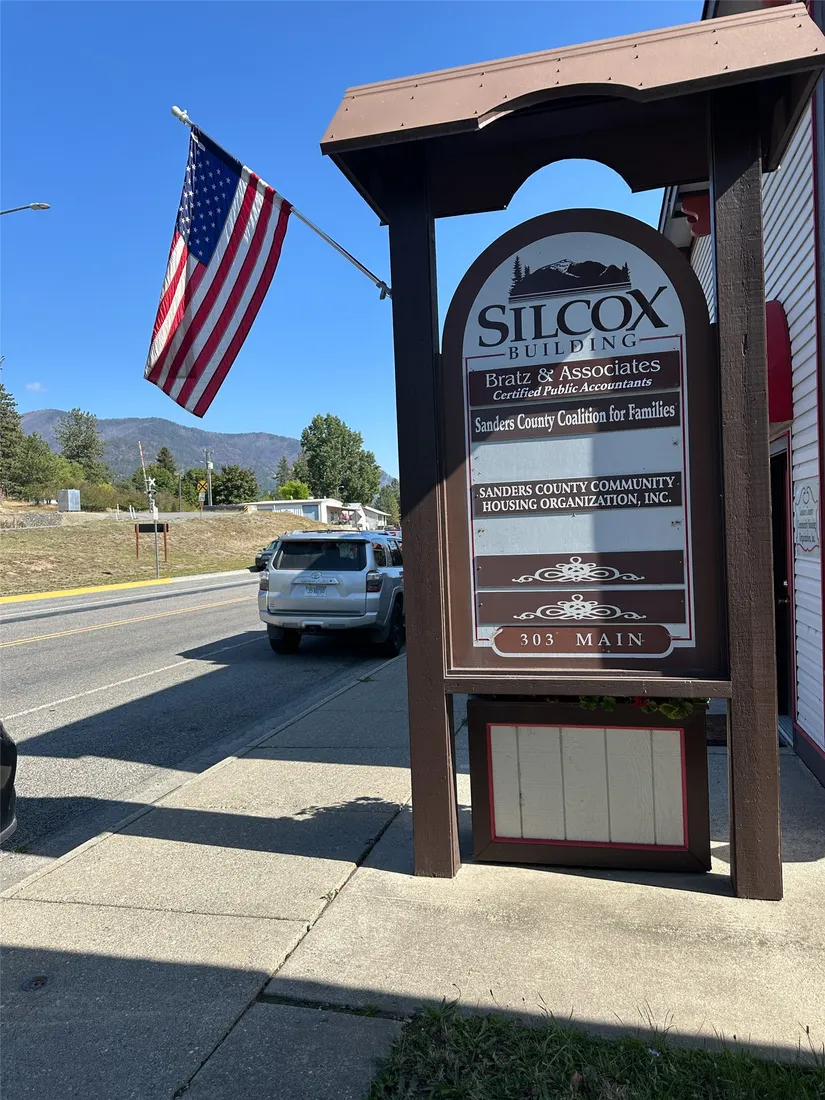 SILCOX
BUILDING
Bratz & Associates
Certified Public Accountants
Sanders County Coalition for Families
SANDERS COUNTY COMMUNITY
HOUSING ORGANIZATION, INC.
303 MAIN